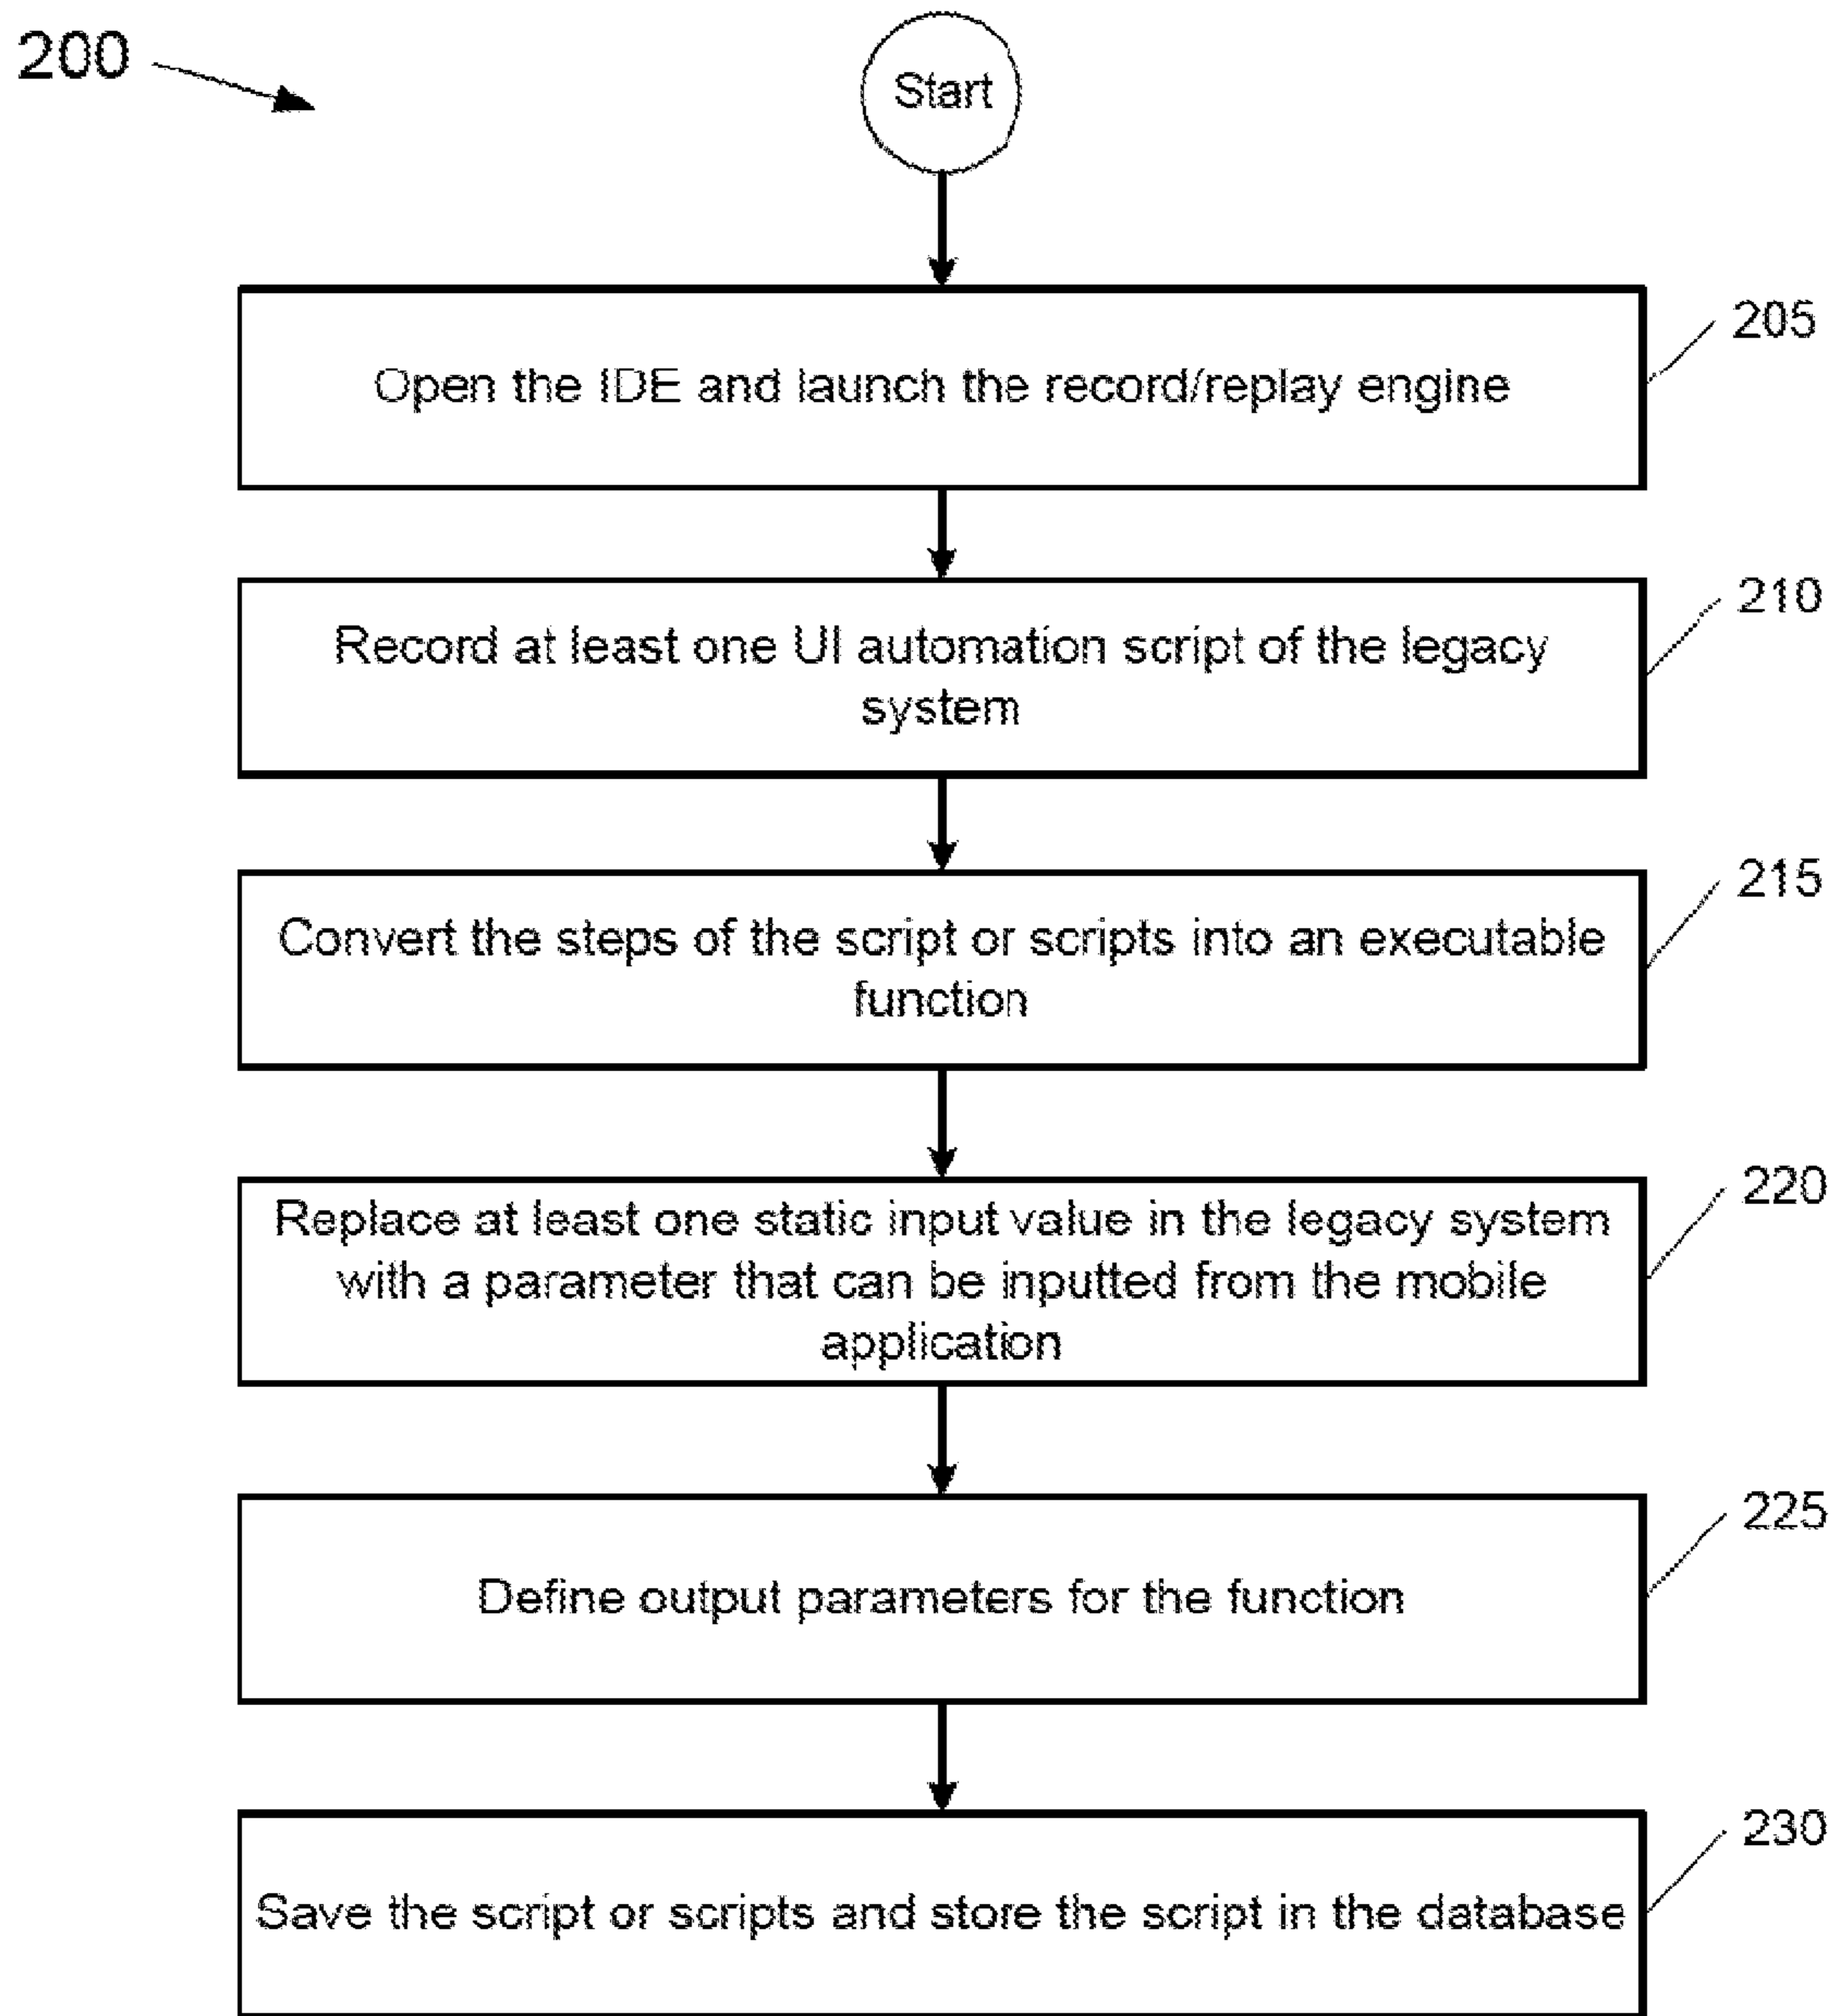 200
Start
205
Open the IDE and launch the record/replay engine
210
Record at least one UI automation script of the legacy
system
215
Convert the steps of the script or scripts into an executable
function
220
Replace at least one static input value in the legacy system
with a parameter that can be inputted from the mobile
application
225
Define output parameters for the function
230
Save the script or scripts and store the script in the database